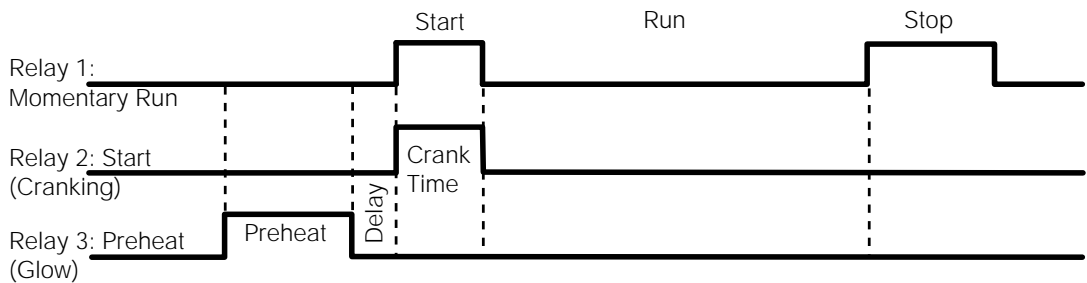 Start
Run
Stop
Relay 1:
Momentary Run
Relay 2: Start
(Cranking)
Crank
Time
Delay
Relay 3: Preheat
(Glow)
Preheat